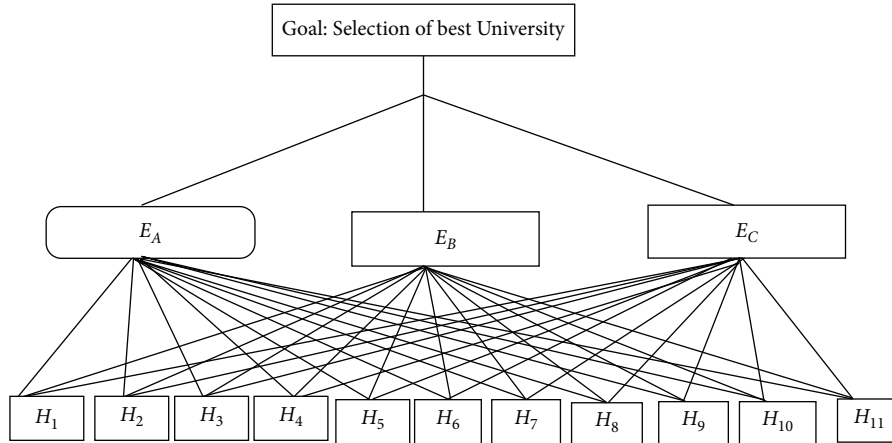 Goal: Selection of best University
E_A
E_B
E_C
H_1
H_2
H_3
H_4
H_5
H_6
H_7
H_8
H_9
H_10
H_11